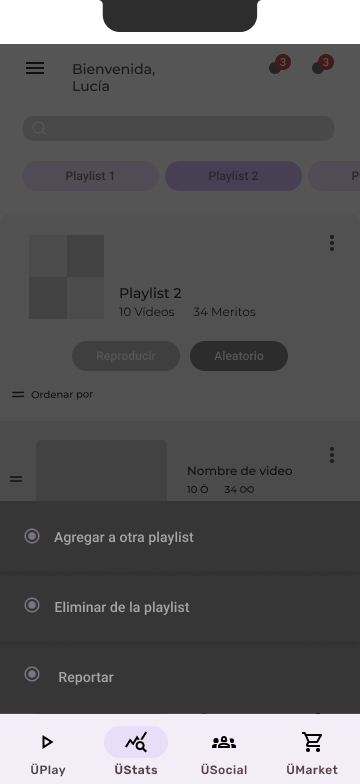 Bienvenida,
Lucía
3
3
Playlist 1
Playlist 2
P
Playlist 2
10 Videos 34 Meritos
Reproducir
Aleatorio
Ordenar por
Nombre de video
10 Ö 34 ꝏ
Agregar a otra playlist
Eliminar de la playlist
Reportar
ÜPlay
ÜStats
ÜSocial
ÜMarket